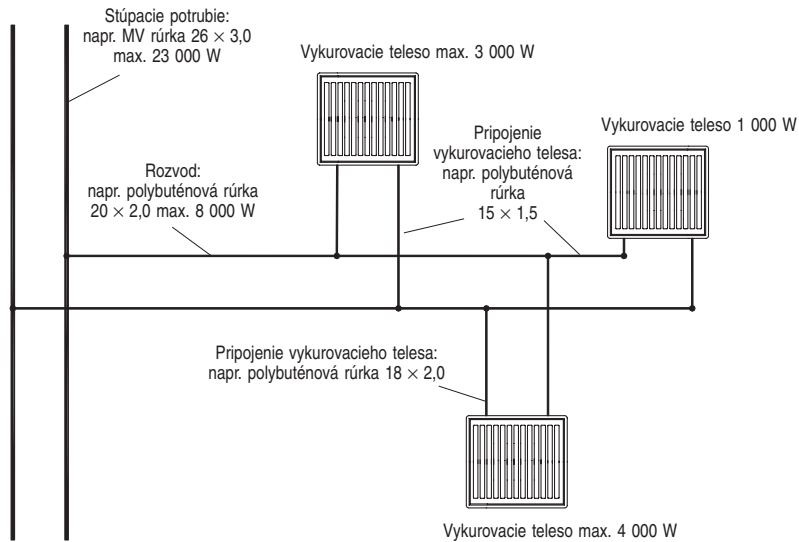 Stúpacie potrubie:
napr. MV rúrka 26 × 3,0
max. 23 000 W
Vykurovacie teleso max. 3 000 W
Pripojenie
vykurovacieho telesa:
napr. polybuténová
rúrka
15 × 1,5
Vykurovacie teleso 1 000 W
Rozvod:
napr. polybuténová rúrka
20 × 2,0 max. 8 000 W
Pripojenie vykurovacieho telesa:
napr. polybuténová rúrka 18 × 2,0
Vykurovacie teleso max. 4 000 W